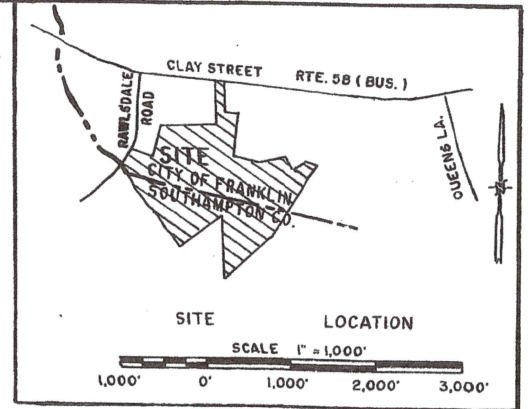 CLAY STREET RTE. 58 (BUS.)
RAWLSDALE
ROAD
QUEENS LA.
SITE
CITY OF FRANKLIN
SOUTHAMPTON CO.
SITE LOCATION
SCALE 1" = 1,000'
1,000' 0' 1,000' 2,000' 3,000'